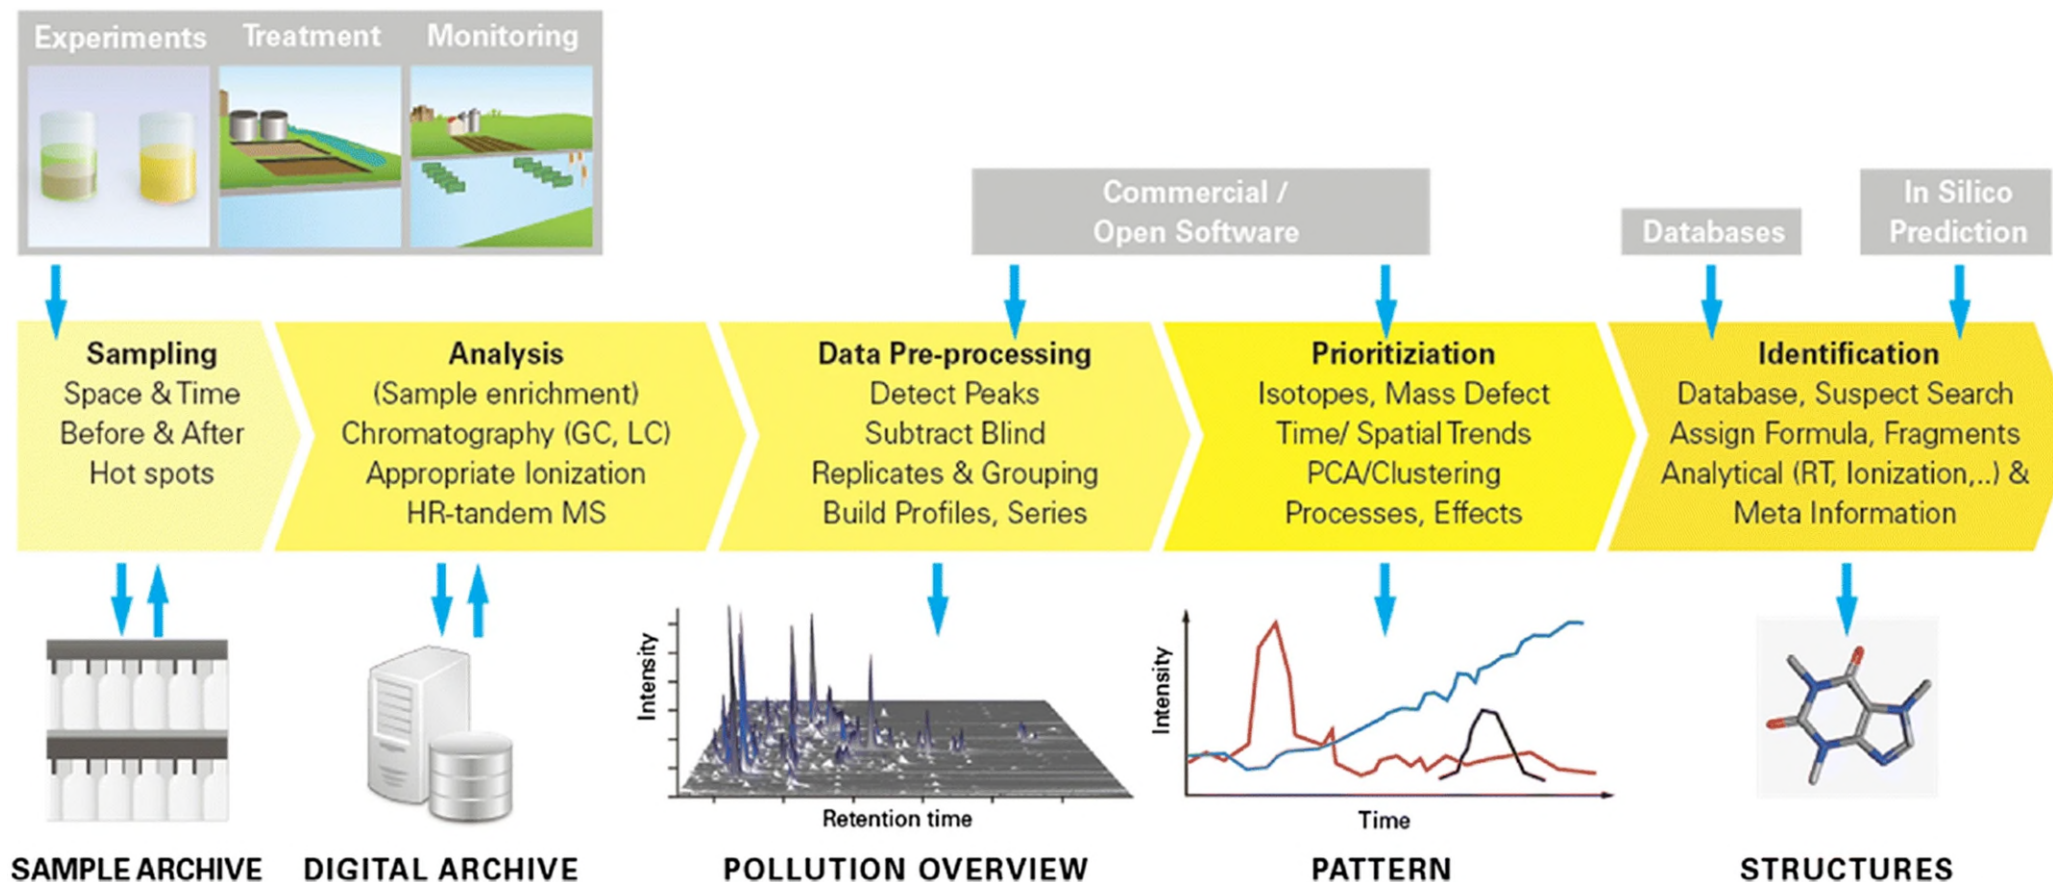 Experiments Treatment Monitoring
Commercial /
Open Software
Databases
In Silico
Prediction
Sampling
Space & Time
Before & After
Hot spots
Analysis
(Sample enrichment)
Chromatography (GC, LC)
Appropriate Ionization
HR-tandem MS
Data Pre-processing
Detect Peaks
Subtract Blind
Replicates & Grouping
Build Profiles, Series
Prioritiziation
Isotopes, Mass Defect
Time/ Spatial Trends
PCA/Clustering
Processes, Effects
Identification
Database, Suspect Search
Assign Formula, Fragments
Analytical (RT, Ionization,..) &
Meta Information
Intensity
Retention time
Intensity
Time
SAMPLE ARCHIVE
DIGITAL ARCHIVE
POLLUTION OVERVIEW
PATTERN
STRUCTURES